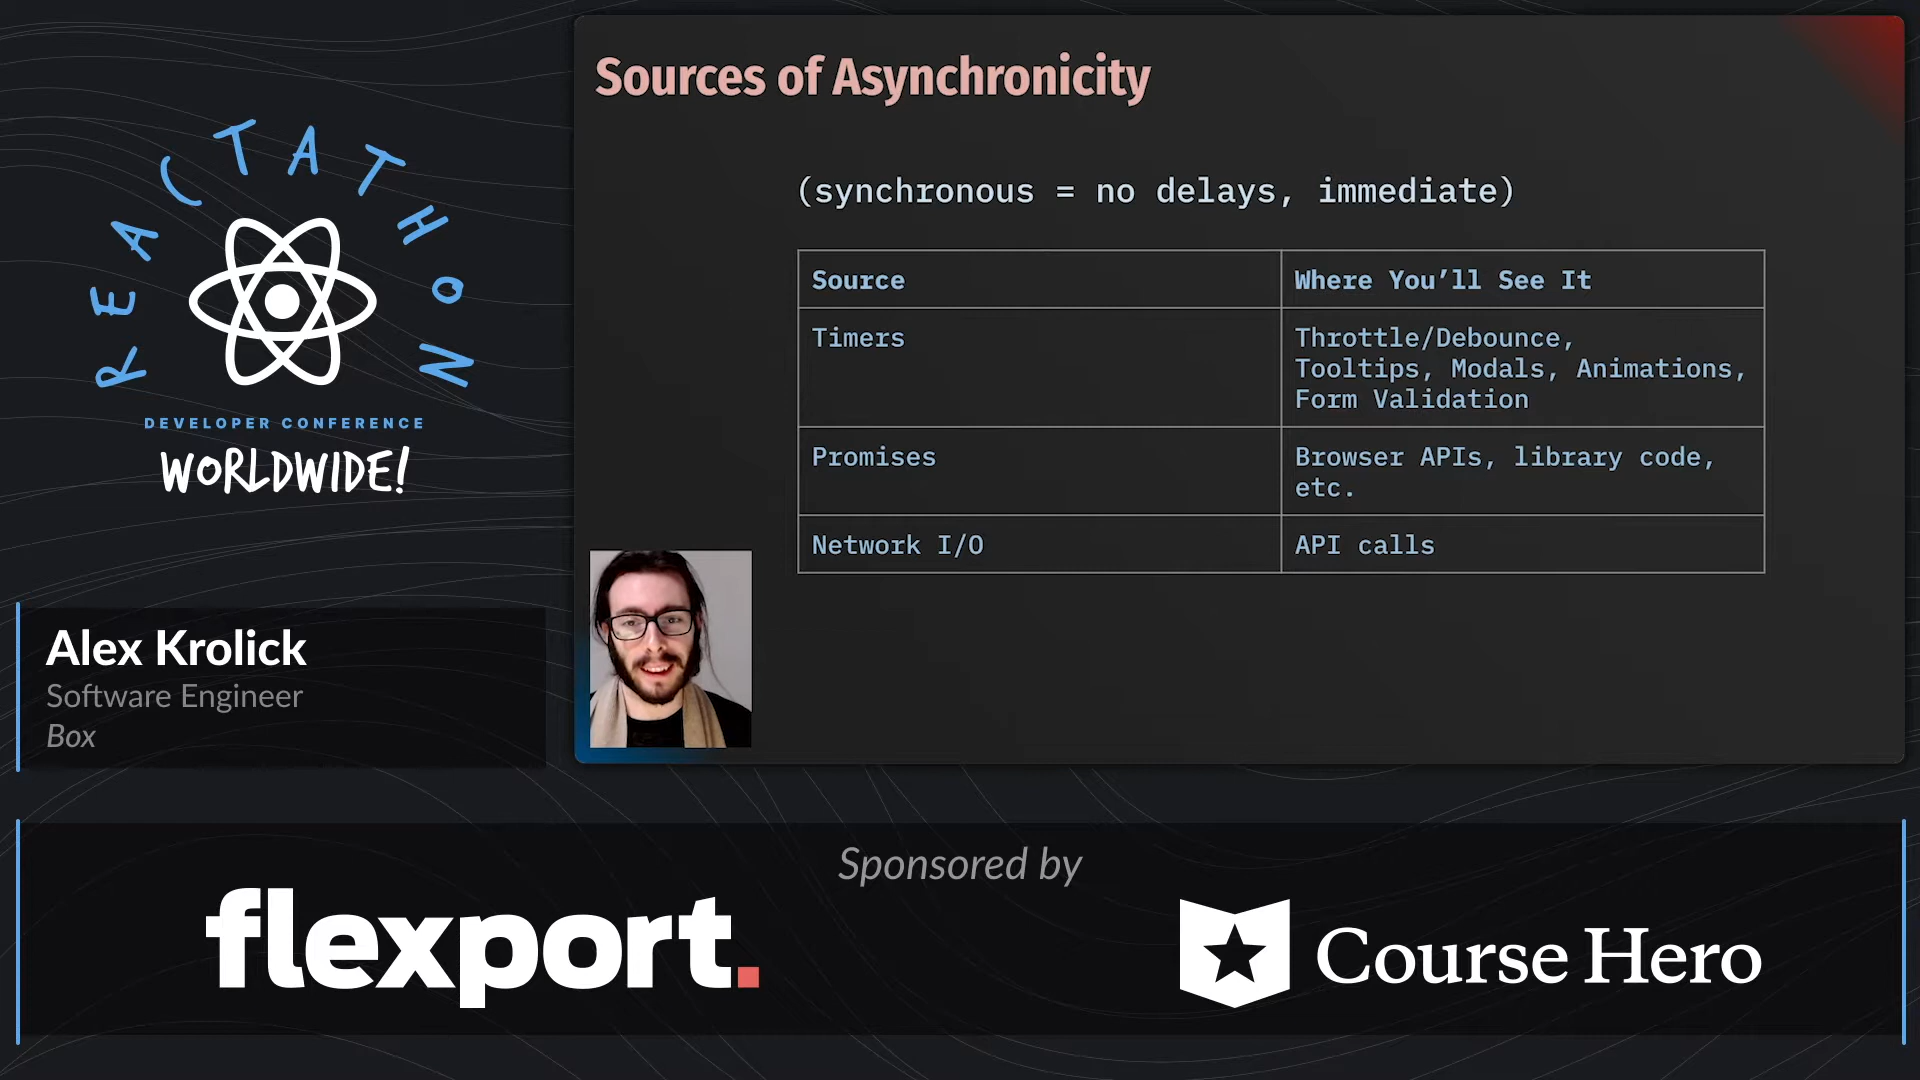 REACTATHON
DEVELOPER CONFERENCE
WORLDWIDE!
Sources of Asynchronicity
(synchronous = no delays, immediate)
Source
Where You’ll See It
Timers
Throttle/Debounce,
Tooltips, Modals, Animations,
Form Validation
Promises
Browser APIs, library code,
etc.
Network I/O
API calls
Alex Krolick
Software Engineer
Box
Sponsored by
flexport.
Course Hero